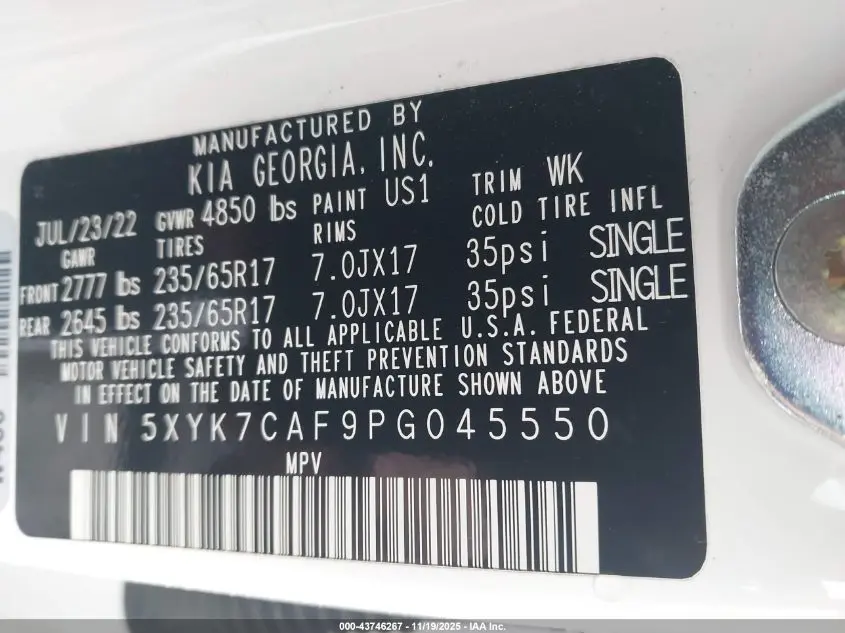 MANUFACTURED BY
KIA GEORGIA, INC.
JUL/23/22 GVWR 4850 lbs PAINT US1 TRIM WK
GAWR TIRES RIMS COLD TIRE INFL
FRONT 2777 lbs 235/65R17 7.0JX17 35psi SINGLE
REAR 2645 lbs 235/65R17 7.0JX17 35psi SINGLE
THIS VEHICLE CONFORMS TO ALL APPLICABLE U.S.A. FEDERAL
MOTOR VEHICLE SAFETY AND THEFT PREVENTION STANDARDS
IN EFFECT ON THE DATE OF MANUFACTURE SHOWN ABOVE
VIN 5XYK7CAF9PG045550
MPV
000-43746267 - 11/19/2025 - IAA Inc.